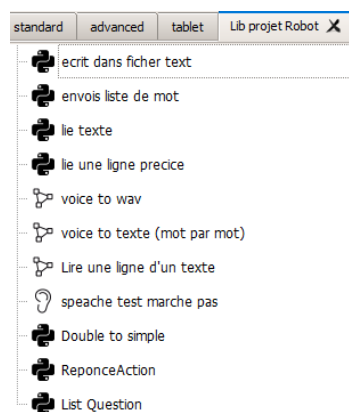 standard advanced tablet Lib projet Robot X
ecrit dans ficher text
envois liste de mot
lie texte
lie une ligne precice
voice to wav
voice to texte (mot par mot)
Lire une ligne d'un texte
speache test marche pas
Double to simple
ReponceAction
List Question